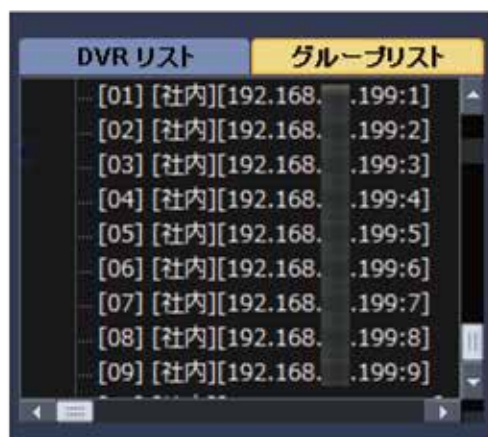 DVR リスト
グループリスト
[01] [社内][192.168. .199:1]
[02] [社内][192.168. .199:2]
[03] [社内][192.168. .199:3]
[04] [社内][192.168. .199:4]
[05] [社内][192.168. .199:5]
[06] [社内][192.168. .199:6]
[07] [社内][192.168. .199:7]
[08] [社内][192.168. .199:8]
[09] [社内][192.168. .199:9]